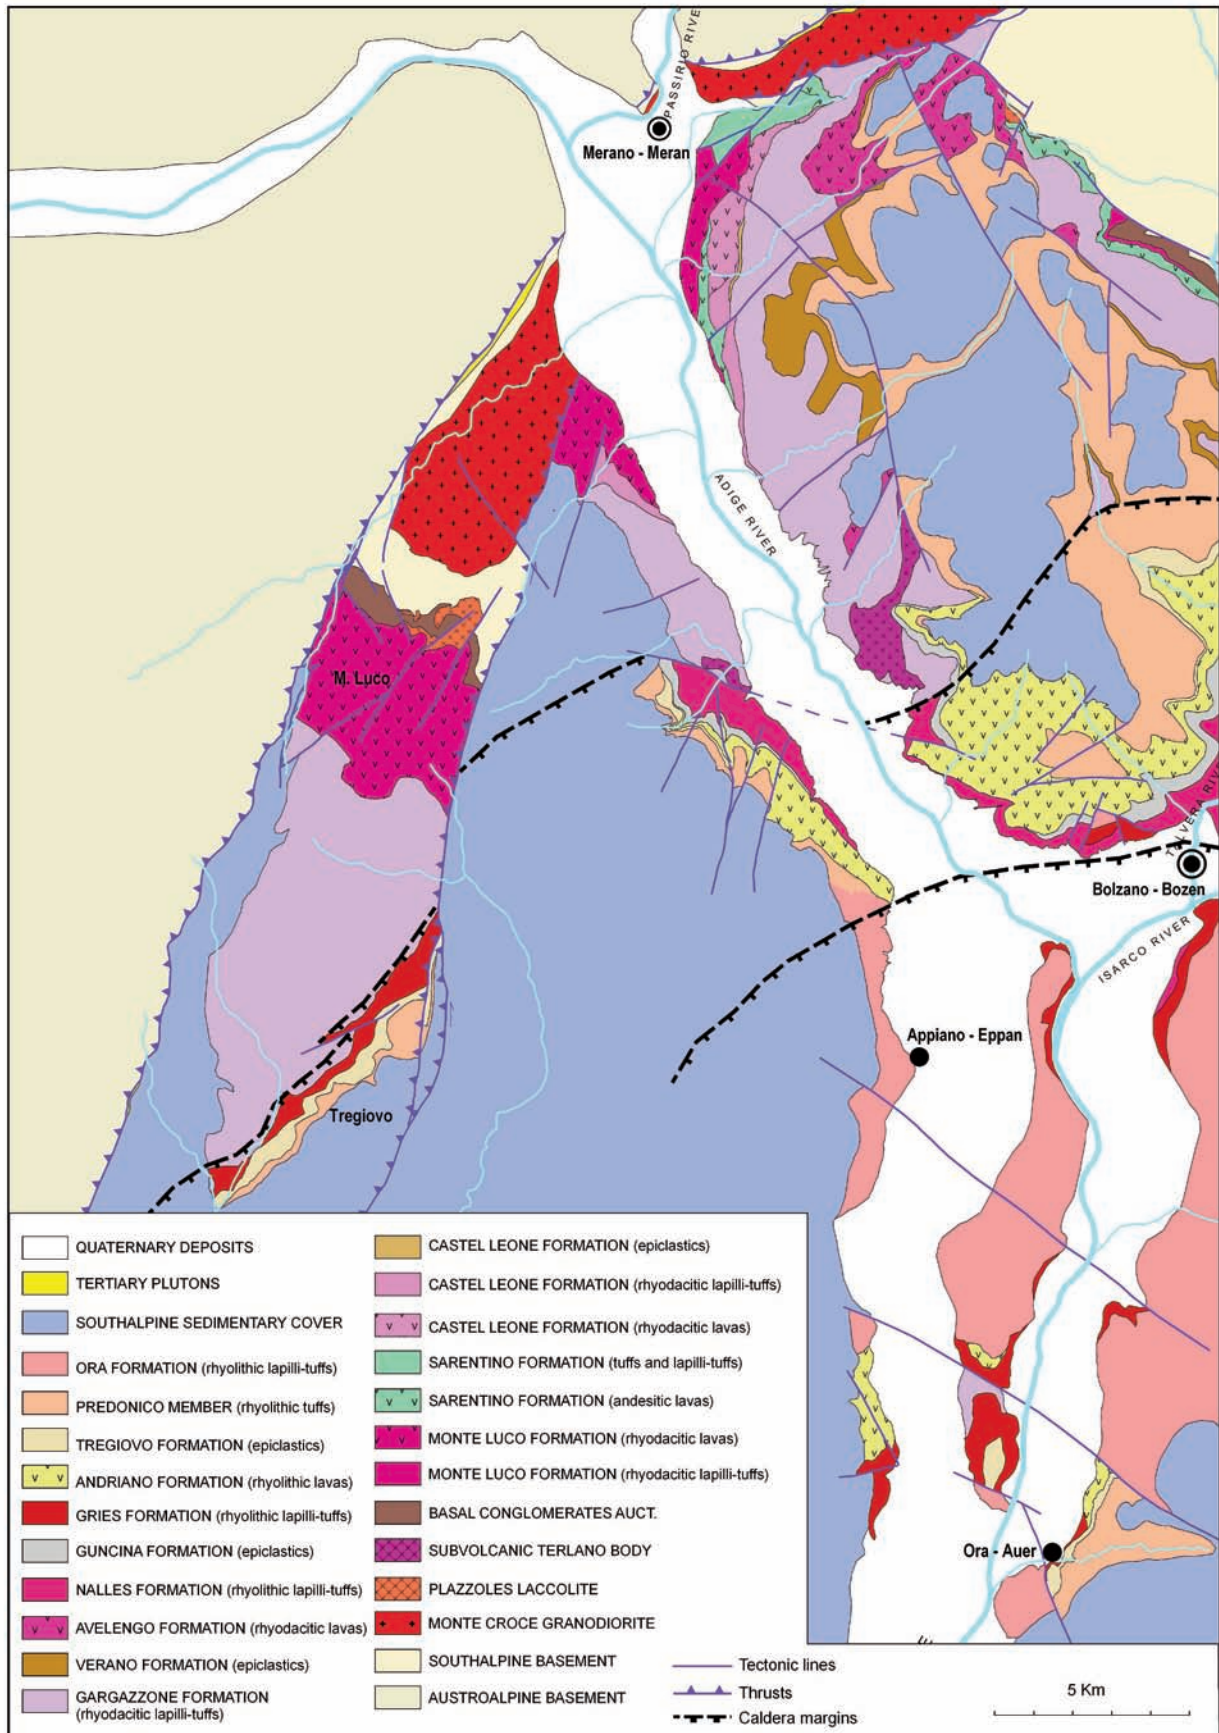 PASSIRIO RIVE
Merano - Meran
ADIGE RIVER
M. Luco
TALVERA RIVER
Bolzano - Bozen
ISARCO RIVER
Appiano - Eppan
Tregiovo
Ora - Auer
QUATERNARY DEPOSITS
TERTIARY PLUTONS
SOUTHALPINE SEDIMENTARY COVER
ORA FORMATION (rhyolithic lapilli-tuffs)
PREDONICO MEMBER (rhyolithic tuffs)
TREGIOVO FORMATION (epiclastics)
ANDRIANO FORMATION (rhyolithic lavas)
GRIES FORMATION (rhyolithic lapilli-tuffs)
GUNCINA FORMATION (epiclastics)
NALLES FORMATION (rhyolithic lapilli-tuffs)
AVELENGO FORMATION (rhyodacitic lavas)
VERANO FORMATION (epiclastics)
GARGAZZONE FORMATION
(rhyodacitic lapilli-tuffs)
CASTEL LEONE FORMATION (epiclastics)
CASTEL LEONE FORMATION (rhyodacitic lapilli-tuffs)
CASTEL LEONE FORMATION (rhyodacitic lavas)
SARENTINO FORMATION (tuffs and lapilli-tuffs)
SARENTINO FORMATION (andesitic lavas)
MONTE LUCO FORMATION (rhyodacitic lavas)
MONTE LUCO FORMATION (rhyodacitic lapilli-tuffs)
BASAL CONGLOMERATES AUCT.
SUBVOLCANIC TERLANO BODY
PLAZZOLES LACCOLITE
MONTE CROCE GRANODIORITE
SOUTHALPINE BASEMENT
AUSTROALPINE BASEMENT
Tectonic lines
Thrusts
Caldera margins
5 Km